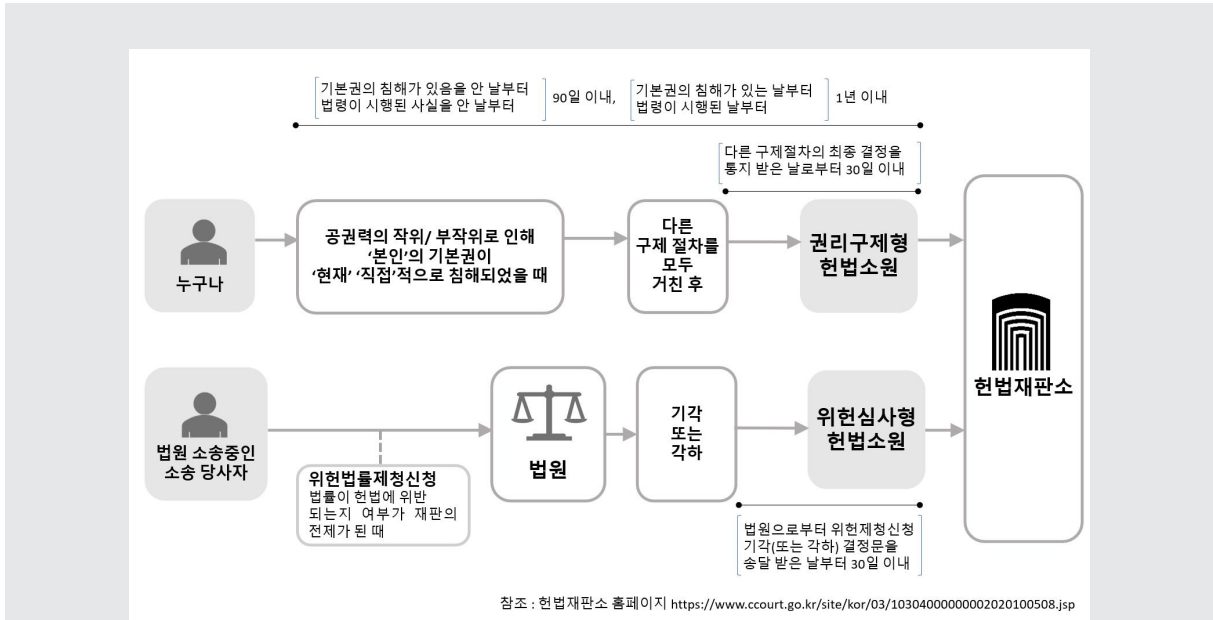 기본권의 침해가 있음을 안 날부터
법령이 시행된 사실을 안 날부터
90일 이내,
기본권의 침해가 있는 날부터
법령이 시행된 날부터
1년 이내
다른 구제절차의 최종 결정을
통지 받은 날로부터 30일 이내
누구나
공권력의 작위/ 부작위로 인해
‘본인’의 기본권이
‘현재’ ‘직접’적으로 침해되었을 때
다른
구제 절차를
모두
거친 후
권리구제형
헌법소원
헌법재판소
법원 소송중인
소송 당사자
위헌법률제청신청
법률이 헌법에 위반
되는지 여부가 재판의
전제가 된 때
법원
기각
또는
각하
위헌심사형
헌법소원
법원으로부터 위헌제청신청
기각(또는 각하) 결정문을
송달 받은 날부터 30일 이내
참조 : 헌법재판소 홈페이지 https://www.ccourt.go.kr/site/kor/03/10304000000002020100508.jsp